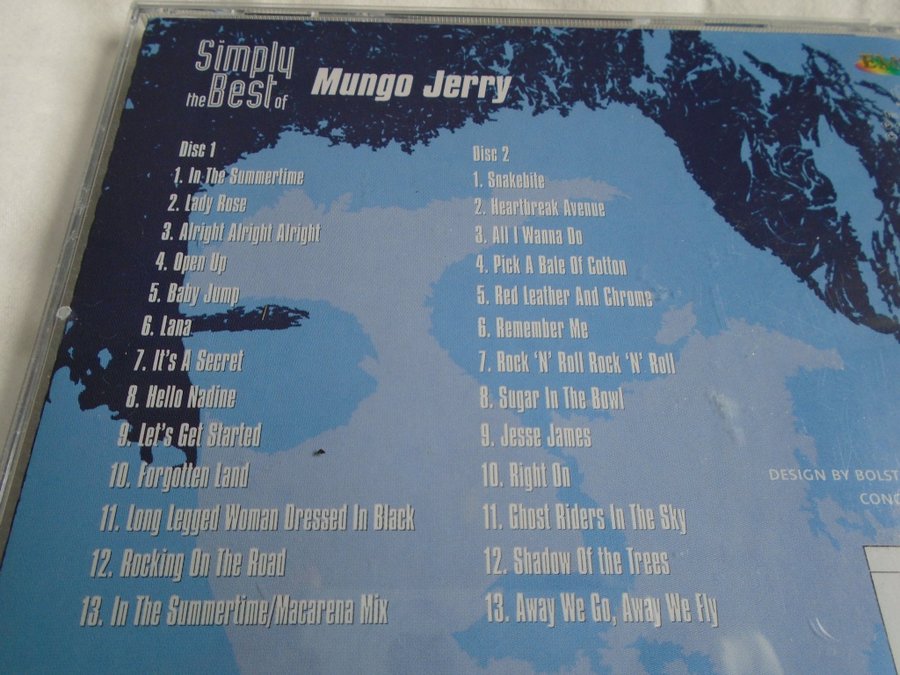 Simply
the Best of
Mungo Jerry
Disc 1
1. In The Summertime
2. Lady Rose
3. Alright Alright Alright
4. Open Up
5. Baby Jump
6. Lana
7. It's A Secret
8. Hello Nadine
9. Let's Get Started
10. Forgotten Land
11. Long Legged Woman Dressed In Black
12. Rocking On The Road
13. In The Summertime/Macarena Mix
Disc 2
1. Snakebite
2. Heartbreak Avenue
3. All I Wanna Do
4. Pick A Bale Of Cotton
5. Red Leather And Chrome
6. Remember Me
7. Rock 'N' Roll Rock 'N' Roll
8. Sugar In The Bowl
9. Jesse James
10. Right On
11. Ghost Riders In The Sky
12. Shadow Of the Trees
13. Away We Go, Away We Fly
DESIGN BY BOLST
CONC